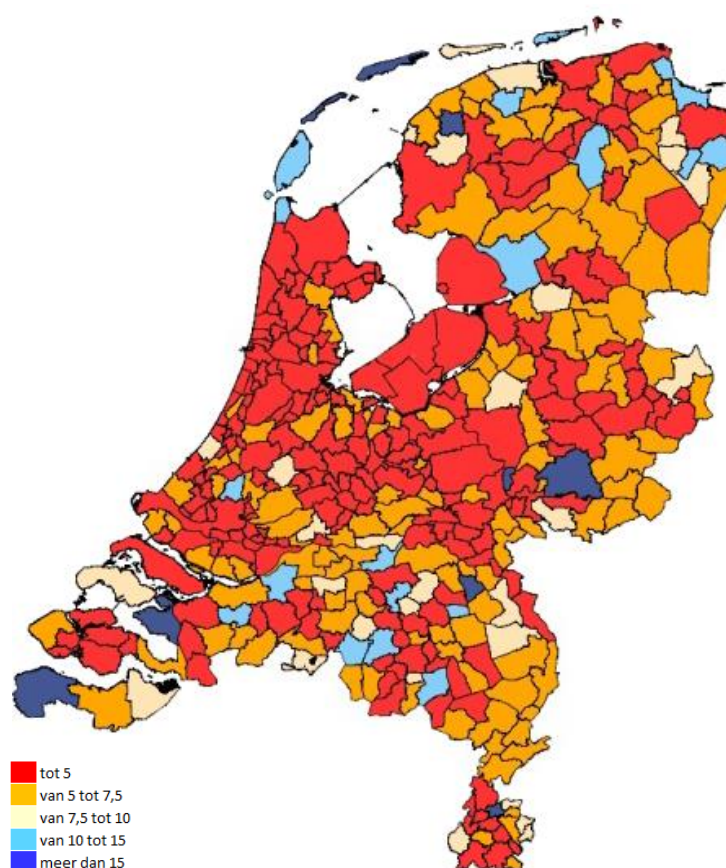 tot 5
van 5 tot 7,5
van 7,5 tot 10
van 10 tot 15
meer dan 15